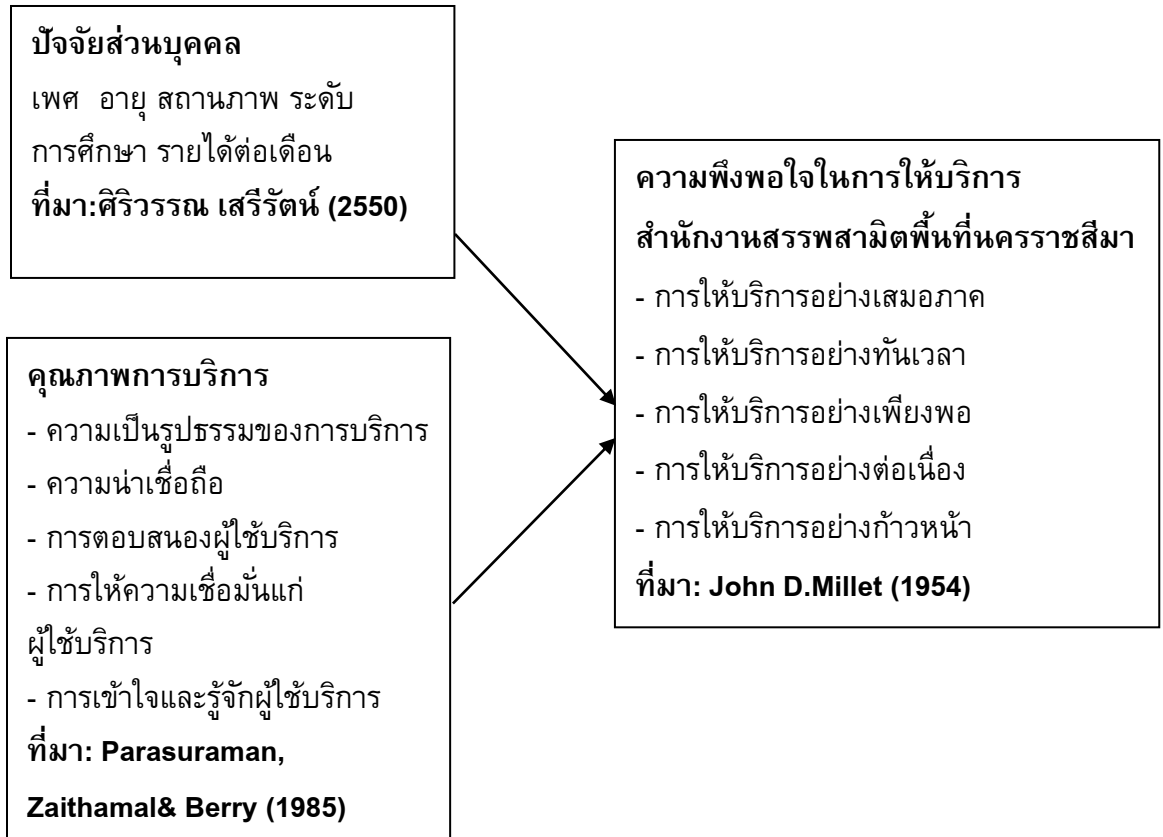 ปัจจัยส่วนบุคคล
เพศ อายุ สถานภาพ ระดับ
การศึกษา รายได้ต่อเดือน
ที่มา:ศิริวรรณ เสรีรัตน์ (2550)
คุณภาพการบริการ
- ความเป็นรูปธรรมของการบริการ
- ความน่าเชื่อถือ
- การตอบสนองผู้ใช้บริการ
- การให้ความเชื่อมั่นแก่
ผู้ใช้บริการ
- การเข้าใจและรู้จักผู้ใช้บริการ
ที่มา: Parasuraman,
Zaithamal& Berry (1985)
ความพึงพอใจในการให้บริการ
สำนักงานสรรพสามิตพื้นที่นครราชสีมา
- การให้บริการอย่างเสมอภาค
- การให้บริการอย่างทันเวลา
- การให้บริการอย่างเพียงพอ
- การให้บริการอย่างต่อเนื่อง
- การให้บริการอย่างก้าวหน้า
ที่มา: John D.Millet (1954)